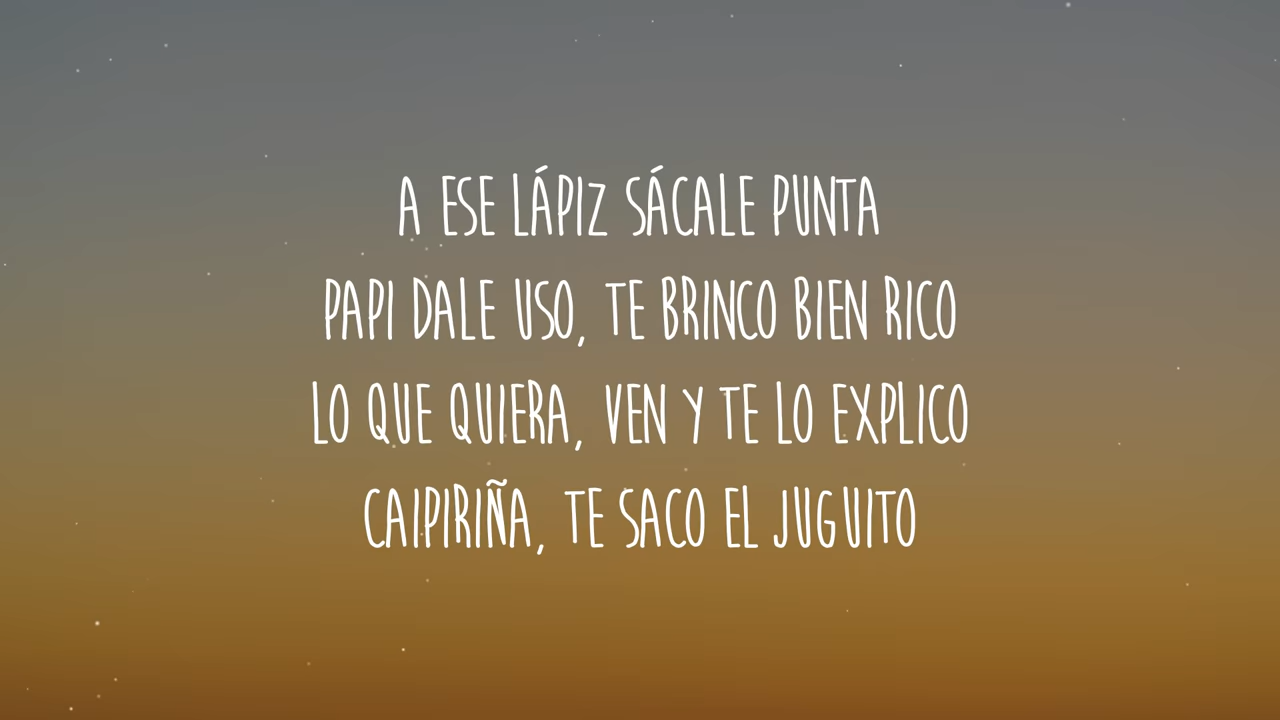 A ESE LÁPIZ SÁCALE PUNTA
PAPI DALE USO, TE BRINCO BIEN RICO
LO QUE QUIERA, VEN Y TE LO EXPLICO
CAIPIRIÑA, TE SACO EL JUGUITO